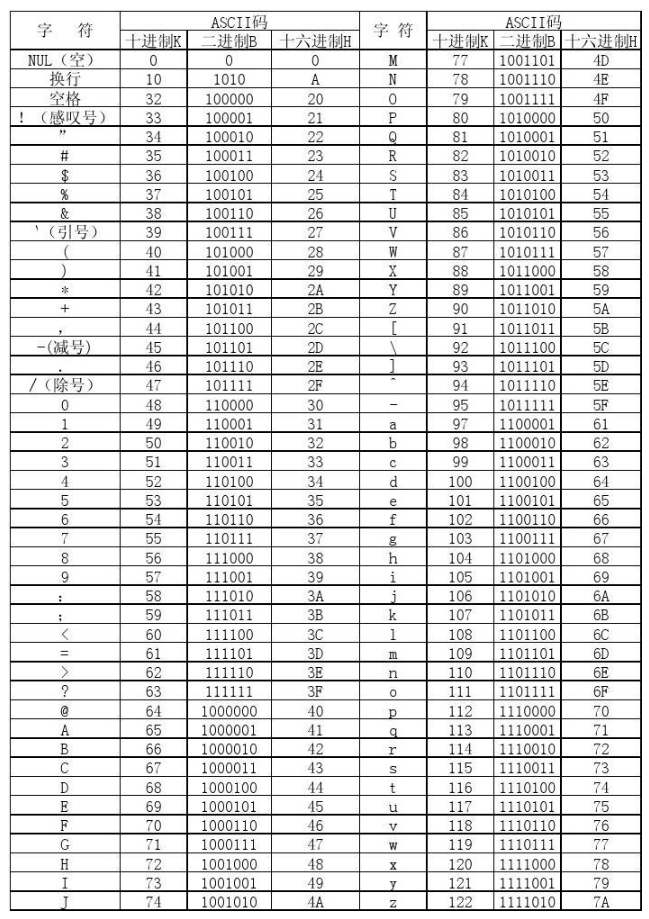 字 符 ASCII码 字 符 ASCII码
十进制K 二进制B 十六进制H 十进制K 二进制B 十六进制H
NUL（空） 0 0 0 M 77 1001101 4D
换行 10 1010 A N 78 1001110 4E
空格 32 100000 20 O 79 1001111 4F
！（感叹号） 33 100001 21 P 80 1010000 50
” 34 100010 22 Q 81 1010001 51
# 35 100011 23 R 82 1010010 52
$ 36 100100 24 S 83 1010011 53
% 37 100101 25 T 84 1010100 54
& 38 100110 26 U 85 1010101 55
‵（引号） 39 100111 27 V 86 1010110 56
( 40 101000 28 W 87 1010111 57
) 41 101001 29 X 88 1011000 58
* 42 101010 2A Y 89 1011001 59
+ 43 101011 2B Z 90 1011010 5A
， 44 101100 2C [ 91 1011011 5B
-(减号) 45 101101 2D \ 92 1011100 5C
. 46 101110 2E ] 93 1011101 5D
/（除号） 47 101111 2F ^ 94 1011110 5E
0 48 110000 30 - 95 1011111 5F
1 49 110001 31 a 97 1100001 61
2 50 110010 32 b 98 1100010 62
3 51 110011 33 c 99 1100011 63
4 52 110100 34 d 100 1100100 64
5 53 110101 35 e 101 1100101 65
6 54 110110 36 f 102 1100110 66
7 55 110111 37 g 103 1100111 67
8 56 111000 38 h 104 1101000 68
9 57 111001 39 i 105 1101001 69
： 58 111010 3A j 106 1101010 6A
； 59 111011 3B k 107 1101011 6B
< 60 111100 3C l 108 1101100 6C
= 61 111101 3D m 109 1101101 6D
> 62 111110 3E n 110 1101110 6E
? 63 111111 3F o 111 1101111 6F
@ 64 1000000 40 p 112 1110000 70
A 65 1000001 41 q 113 1110001 71
B 66 1000010 42 r 114 1110010 72
C 67 1000011 43 s 115 1110011 73
D 68 1000100 44 t 116 1110100 74
E 69 1000101 45 u 117 1110101 75
F 70 1000110 46 v 118 1110110 76
G 71 1000111 47 w 119 1110111 77
H 72 1001000 48 x 120 1111000 78
I 73 1001001 49 y 121 1111001 79
J 74 1001010 4A z 122 1111010 7A